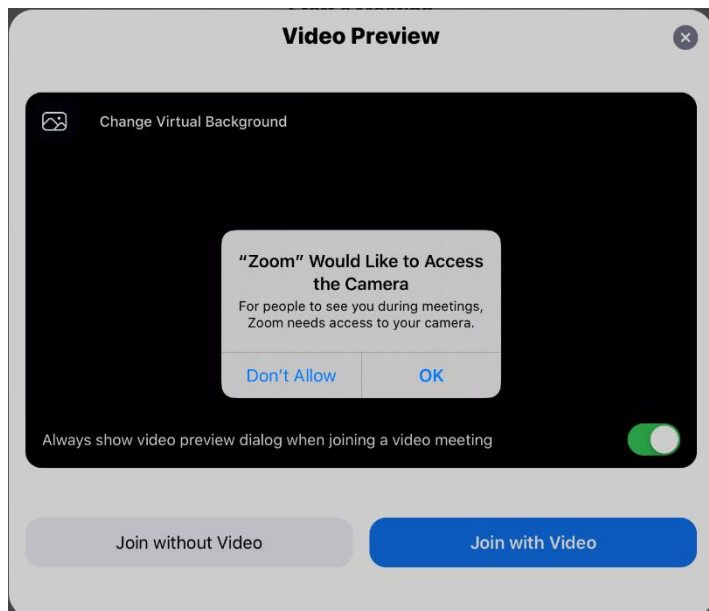 Video Preview
Change Virtual Background
“Zoom” Would Like to Access
the Camera
For people to see you during meetings,
Zoom needs access to your camera.
Don’t Allow
OK
Always show video preview dialog when joining a video meeting
Join without Video
Join with Video